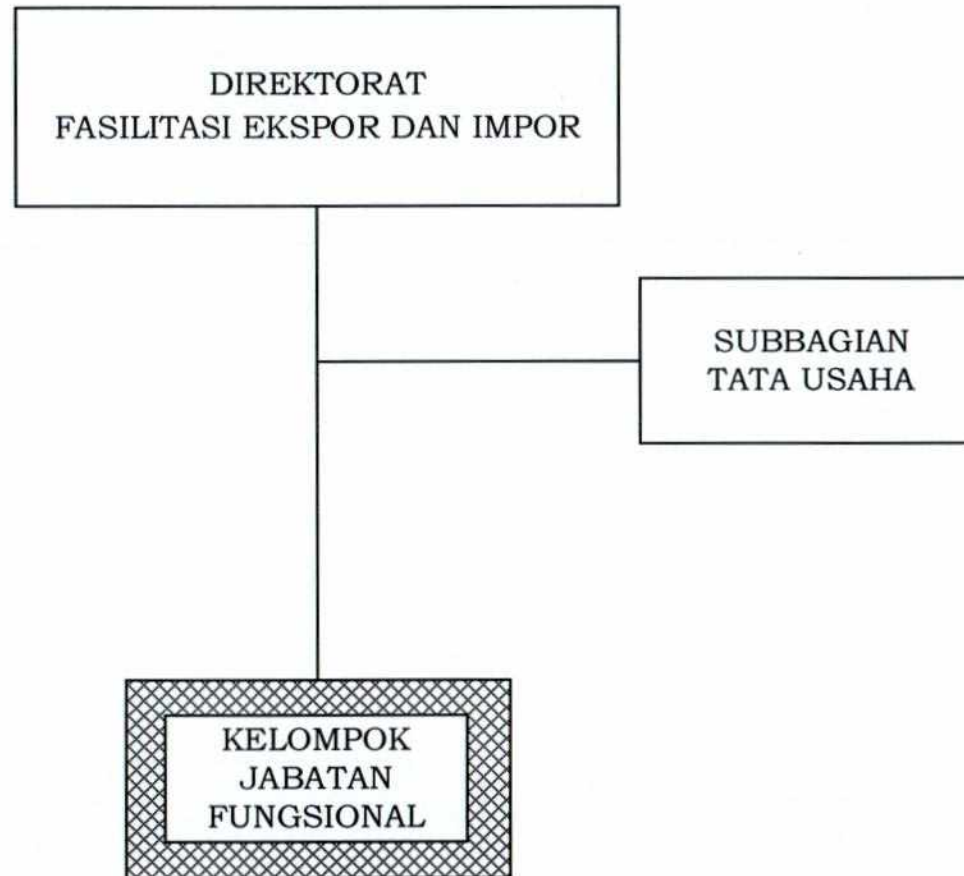 DIREKTORAT
FASILITASI EKSPOR DAN IMPOR
SUBBAGIAN
TATA USAHA
KELOMPOK
JABATAN
FUNGSIONAL